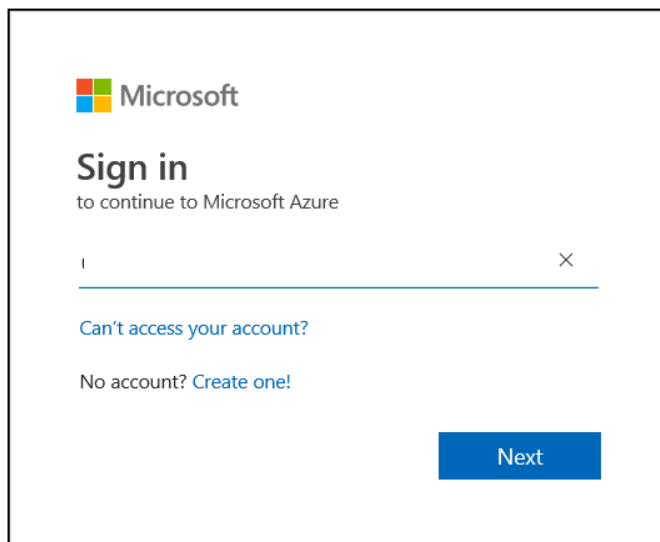 Microsoft
Sign in
to continue to Microsoft Azure
Can't access your account?
No account? Create one!
Next